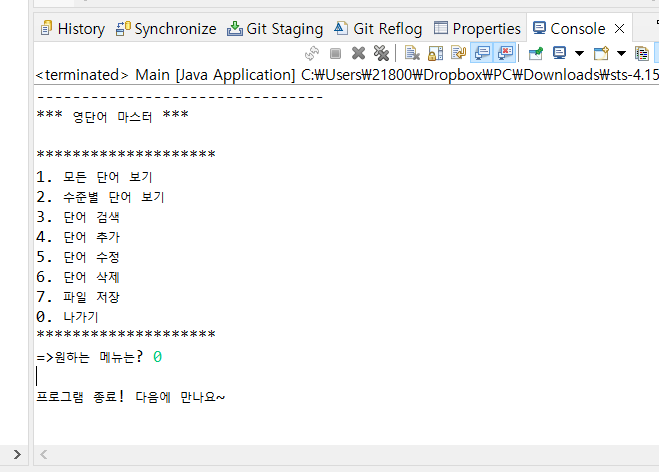 History Synchronize Git Staging Git Reflog Properties Console
<terminated> Main [Java Application] C:₩Users₩21800₩Dropbox₩PC₩Downloads₩sts-4.15
--------------------------------
*** 영단어 마스터 ***
********************
1. 모든 단어 보기
2. 수준별 단어 보기
3. 단어 검색
4. 단어 추가
5. 단어 수정
6. 단어 삭제
7. 파일 저장
0. 나가기
********************
=>원하는 메뉴는? 0
프로그램 종료! 다음에 만나요~